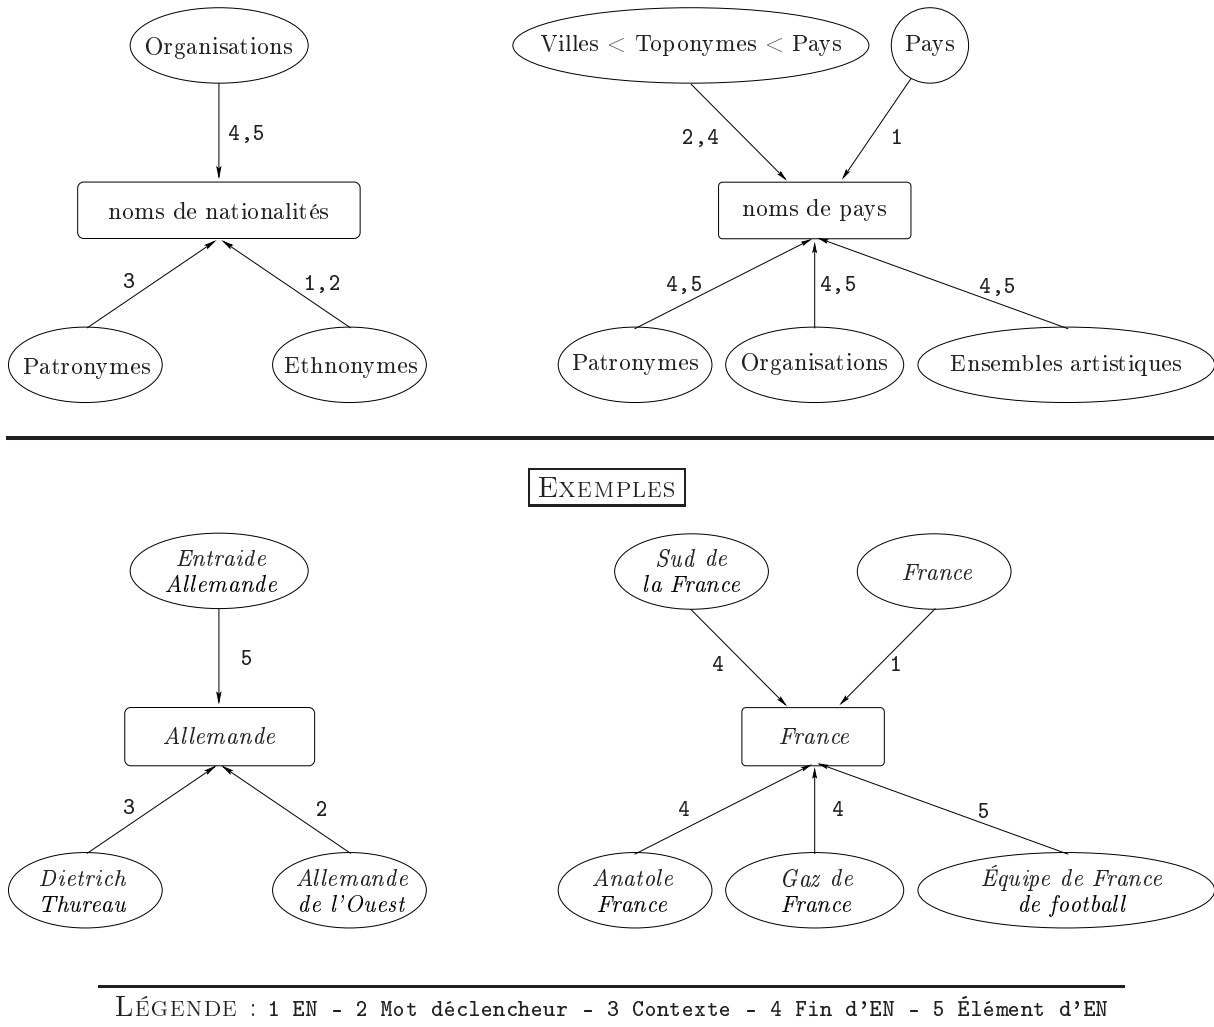 Organisations
Villes < Toponymes < Pays
Pays
4,5
2,4
1
noms de nationalités
noms de pays
3
1,2
4,5
4,5
4,5
Patronymes
Ethnonymes
Patronymes
Organisations
Ensembles artistiques
EXEMPLES
Entraide
Allemande
Sud de
la France
France
5
4
1
Allemande
France
3
2
4
4
5
Dietrich
Thureau
Allemande
de l'Ouest
Anatole
France
Gaz de
France
Équipe de France
de football
LÉGENDE : 1 EN - 2 Mot déclencheur - 3 Contexte - 4 Fin d'EN - 5 Élément d'EN